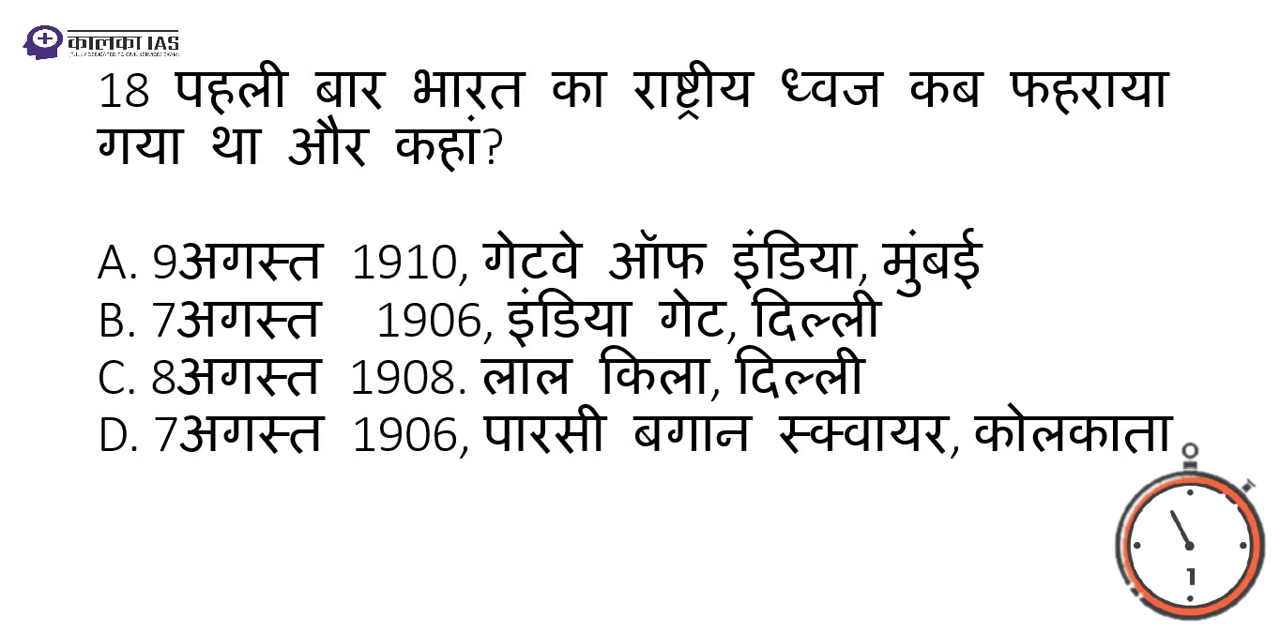 कालका IAS
18 पहली बार भारत का राष्ट्रीय ध्वज कब फहराया
गया था और कहां?
A. 9अगस्त 1910, गेटवे ऑफ इंडिया, मुंबई
B. 7अगस्त 1906, इंडिया गेट, दिल्ली
C. 8अगस्त 1908. लाल किला, दिल्ली
D. 7अगस्त 1906, पारसी बगान स्क्वायर, कोलकाता
1